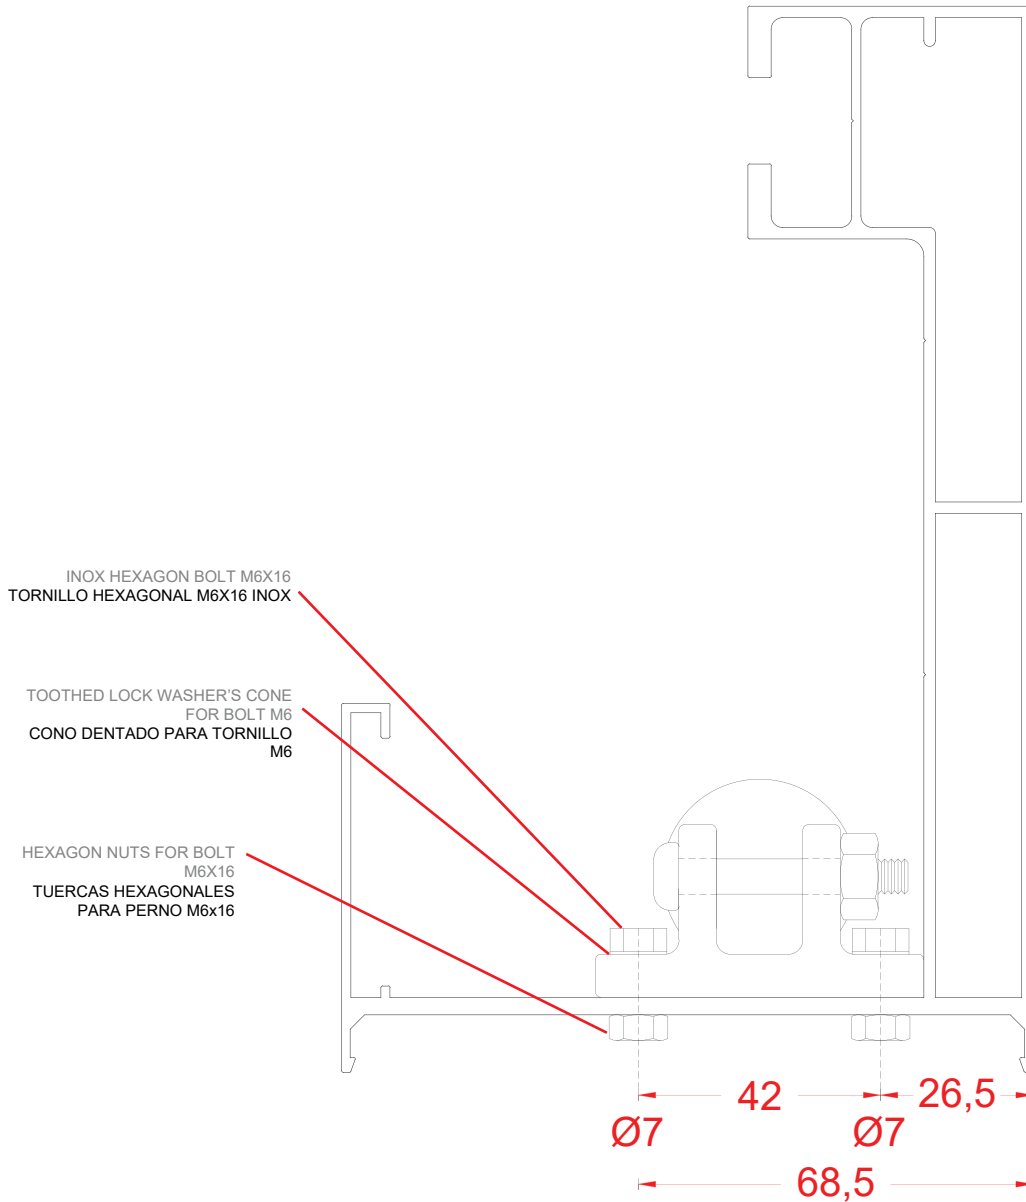 INOX HEXAGON BOLT M6X16
TORNILLO HEXAGONAL M6X16 INOX
TOOTHED LOCK WASHER'S CONE
FOR BOLT M6
CONO DENTADO PARA TORNILLO
M6
HEXAGON NUTS FOR BOLT
M6X16
TUERCAS HEXAGONALES
PARA PERNO M6x16
42
26,5
Ø7
Ø7
68,5